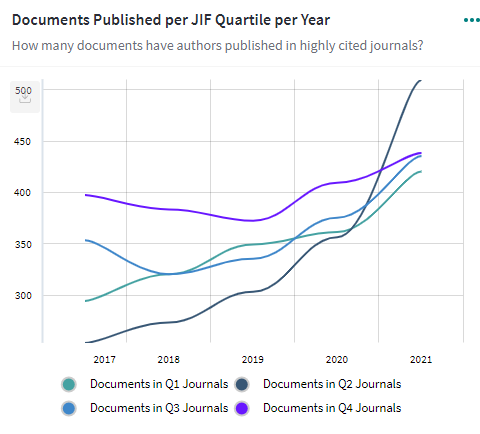 Documents Published per JIF Quartile per Year
How many documents have authors published in highly cited journals?
500
450
400
350
300
2017 2018 2019 2020 2021
Documents in Q1 Journals Documents in Q2 Journals
Documents in Q3 Journals Documents in Q4 Journals